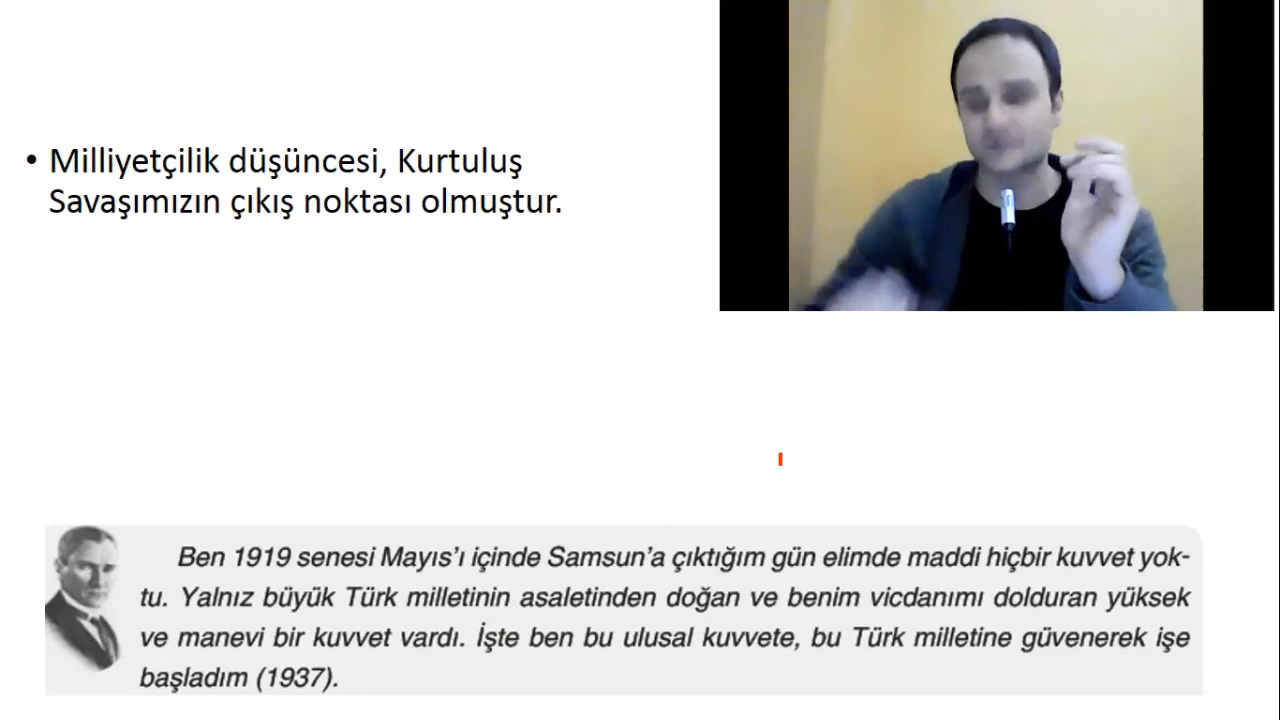 • Milliyetçilik düşüncesi, Kurtuluş
Savaşımızın çıkış noktası olmuştur.
Ben 1919 senesi Mayıs’ı içinde Samsun’a çıktığım gün elimde maddi hiçbir kuvvet yok-
tu. Yalnız büyük Türk milletinin asaletinden doğan ve benim vicdanımı dolduran yüksek
ve manevi bir kuvvet vardı. İşte ben bu ulusal kuvvete, bu Türk milletine güvenerek işe
başladım (1937).